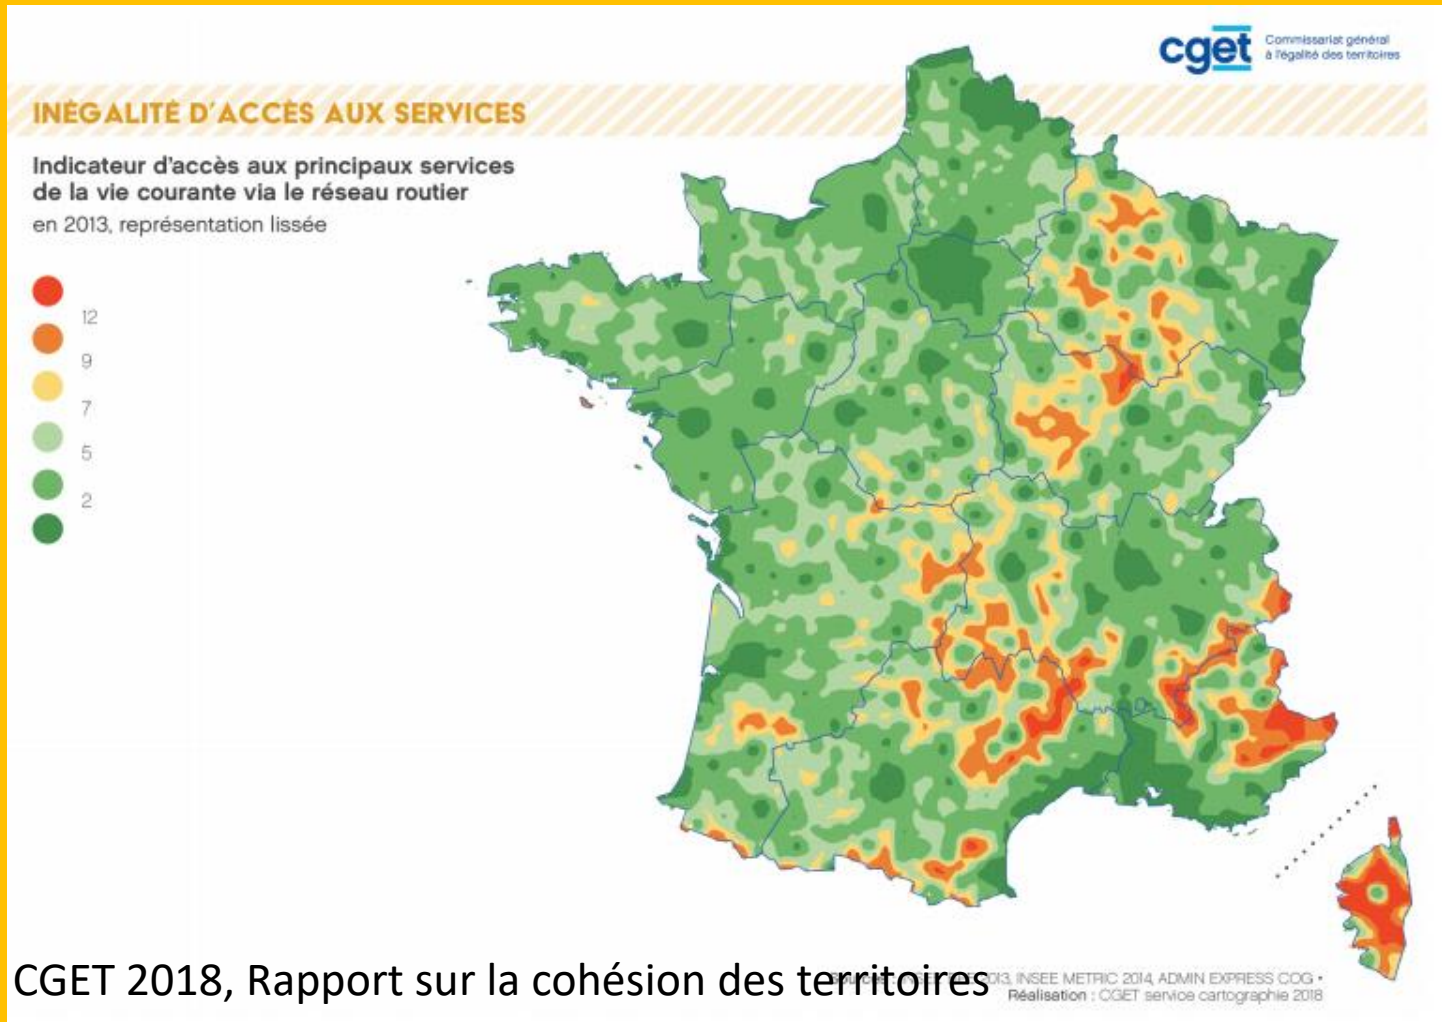 cget
Commissariat général
à l'égalité des territoires
INÉGALITÉ D'ACCÈS AUX SERVICES
Indicateur d'accès aux principaux services
de la vie courante via le réseau routier
en 2013, représentation lissée
12
9
7
5
2
CGET 2018, Rapport sur la cohésion des territoires
2013, INSEE METRIC 2014, ADMIN EXPRESS COG •
Réalisation : CGET service cartographie 2018